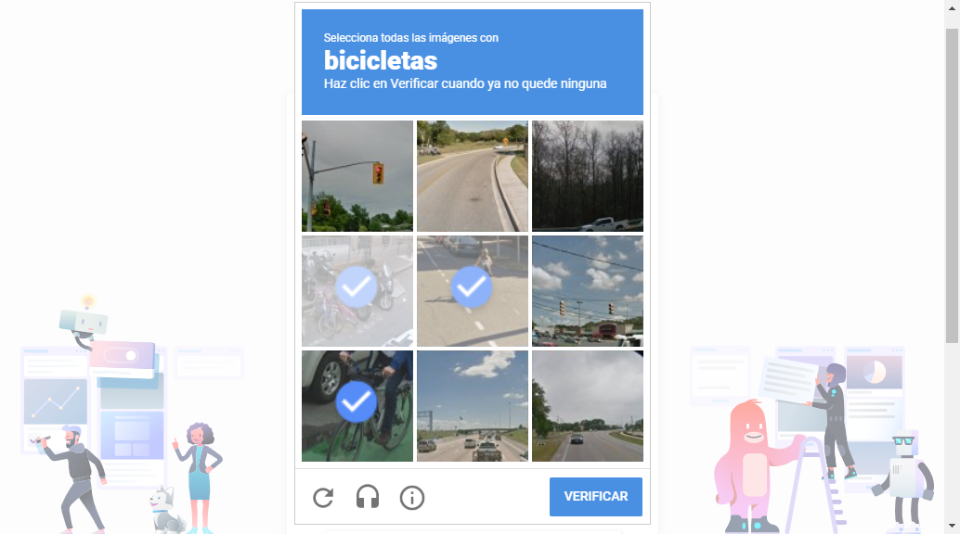 Selecciona todas las imágenes con
bicicletas
Haz clic en Verificar cuando ya no quede ninguna
VERIFICAR